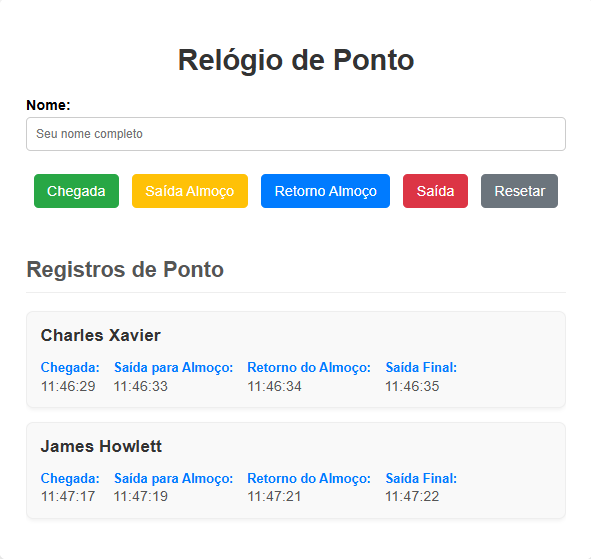 Relógio de Ponto
Nome:
Seu nome completo
Chegada Saída Almoço Retorno Almoço Saída Resetar
Registros de Ponto
Charles Xavier
Chegada: Saída para Almoço: Retorno do Almoço: Saída Final:
11:46:29 11:46:33 11:46:34 11:46:35
James Howlett
Chegada: Saída para Almoço: Retorno do Almoço: Saída Final:
11:47:17 11:47:19 11:47:21 11:47:22